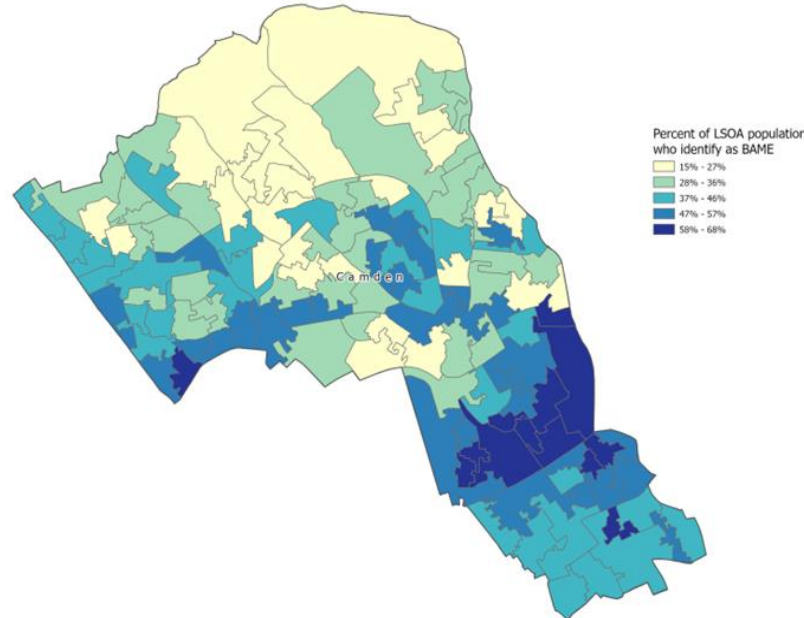 Percent of LSOA population
who identify as BAME
15% - 27%
28% - 36%
37% - 46%
47% - 57%
58% - 68%
Camden